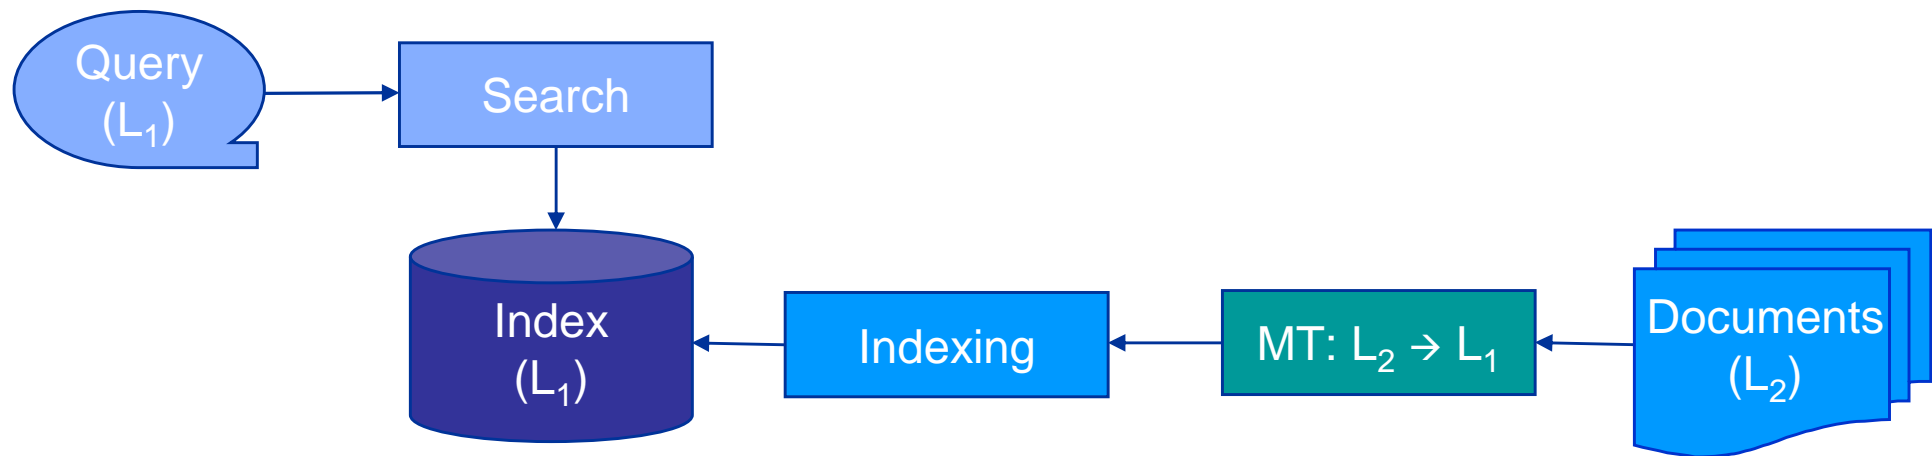 Query
(L₁)
Search
Index
(L₁)
Indexing
MT: L₂ → L₁
Documents
(L₂)